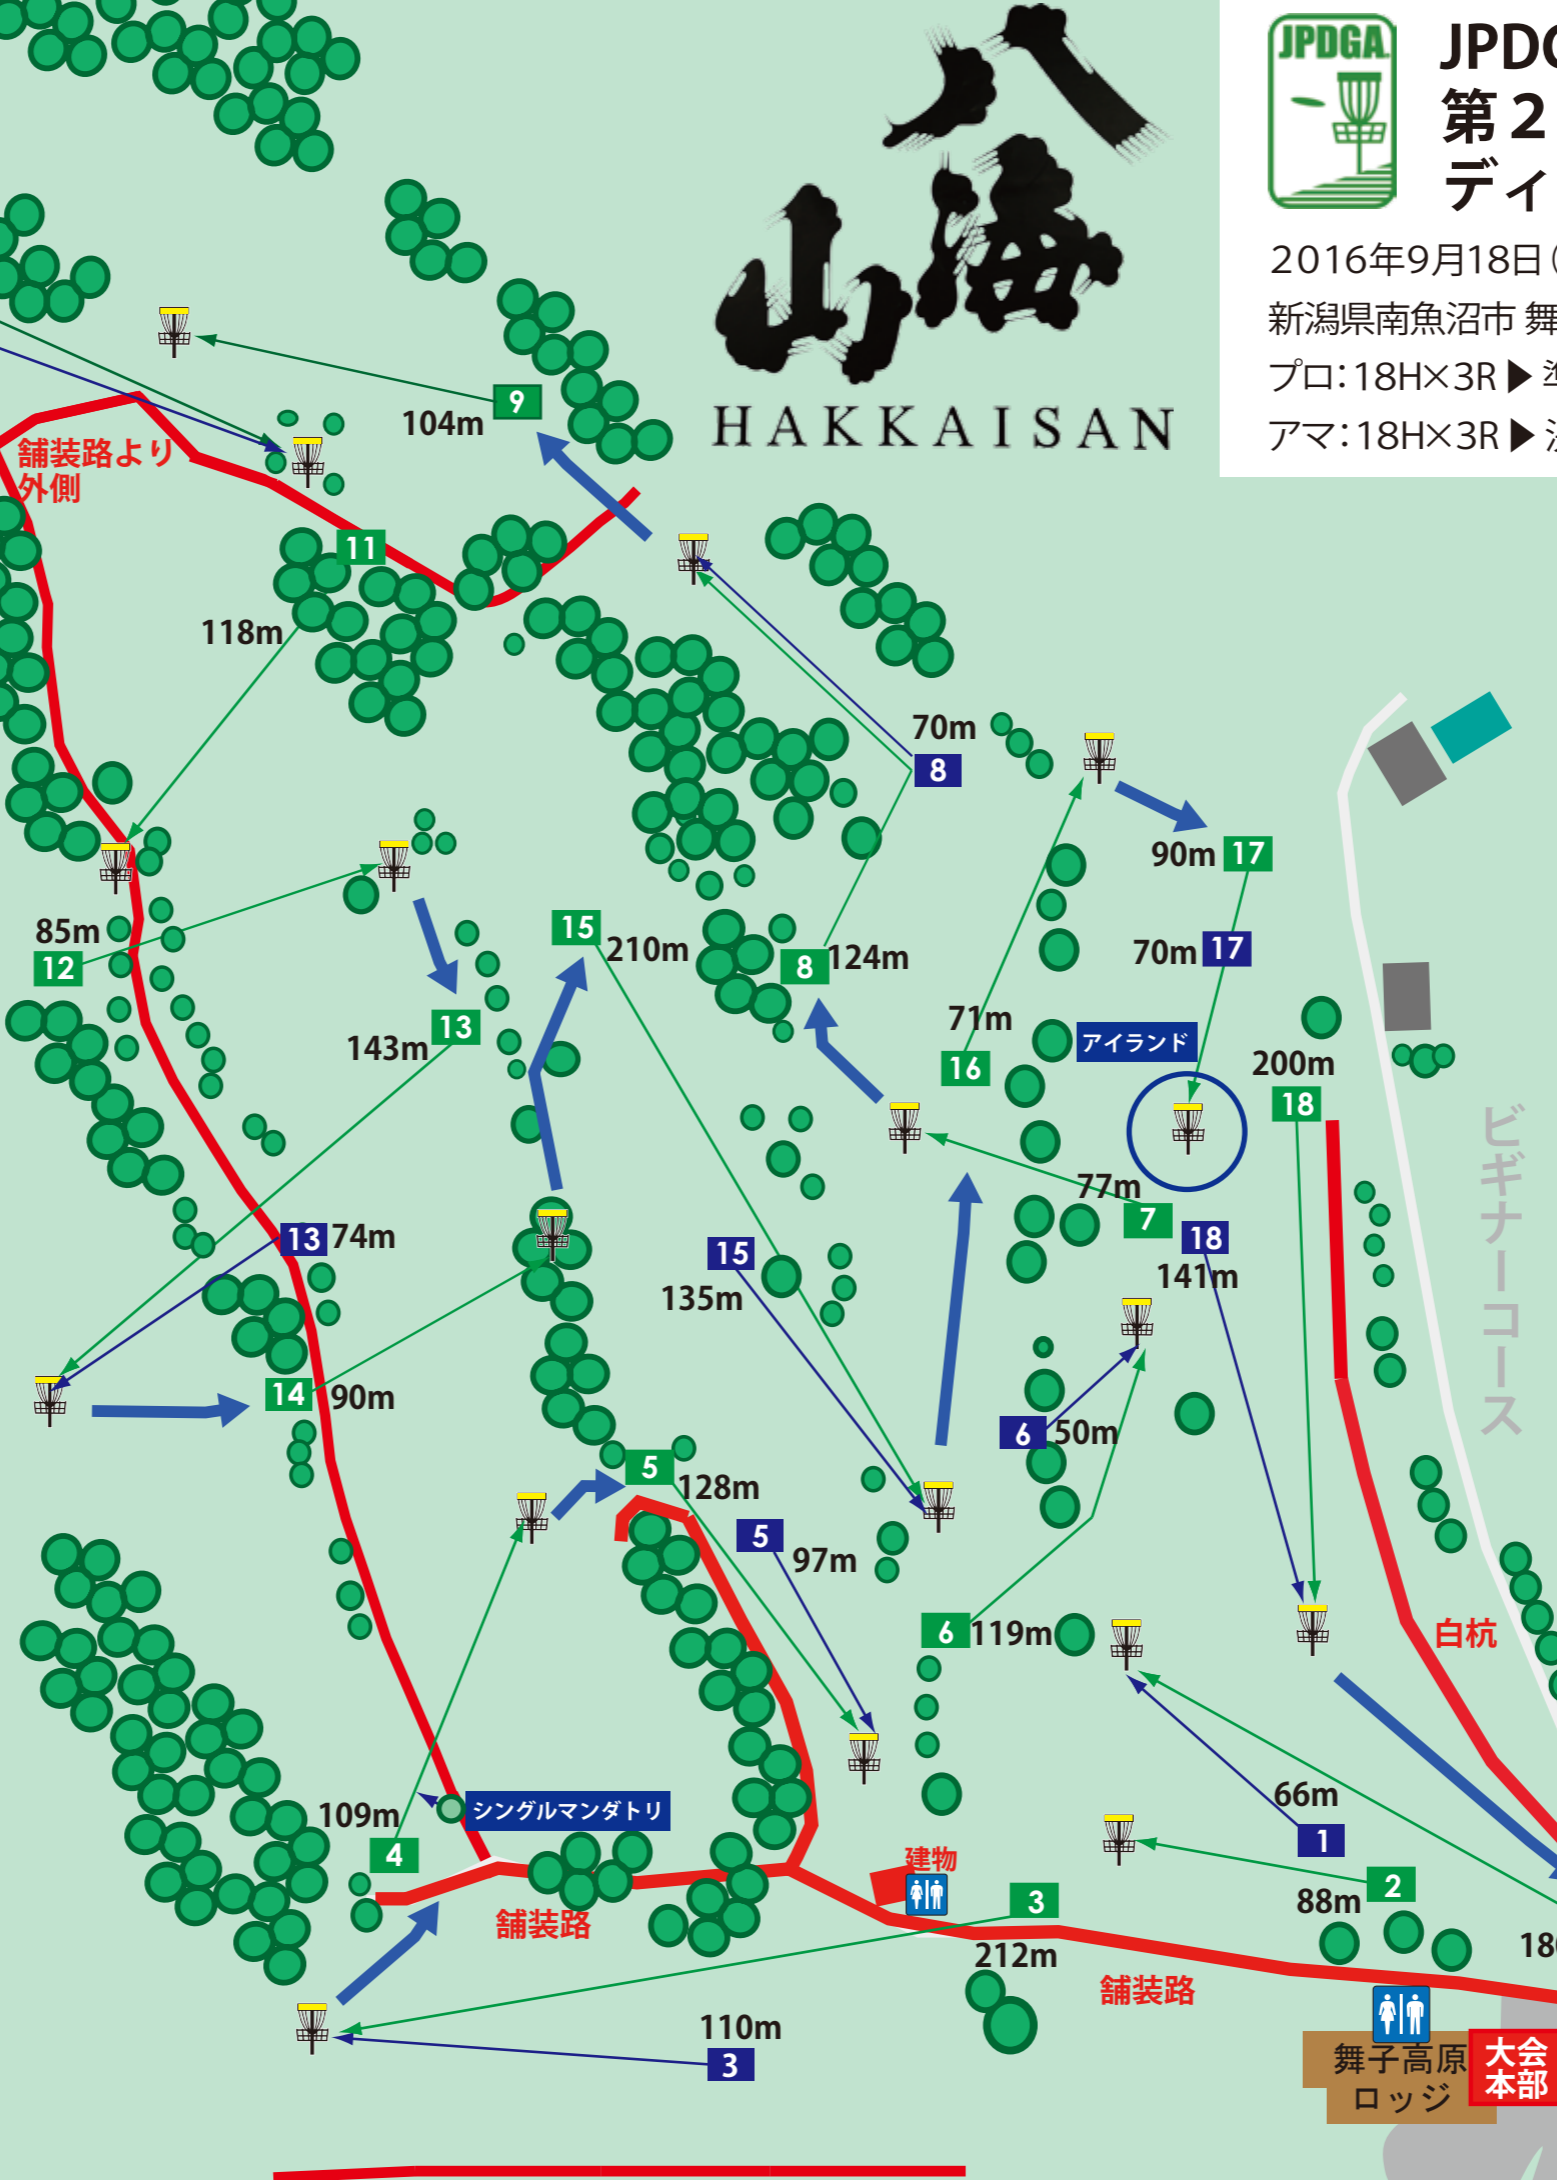 八
海
山
HAKKAISAN
JPDGA
第2
ディ
2016年9月18日(
新潟県南魚沼市 舞
プロ:18H×3R▶
アマ:18H×3R▶
9
104m
舗装路より
外側
11
118m
70m
8
90m
17
85m
12
15
210m
8
124m
70m
17
13
143m
71m
16
アイランド
200m
18
ビギナーコース
77m
7
13
74m
15
135m
18
141m
14
90m
6
50m
5
128m
5
97m
6
119m
白杭
66m
1
109m
4
シングルマンダトリ
建物
2
88m
3
212m
舗装路
舗装路
110m
3
舞子高原
ロッジ
大会
本部